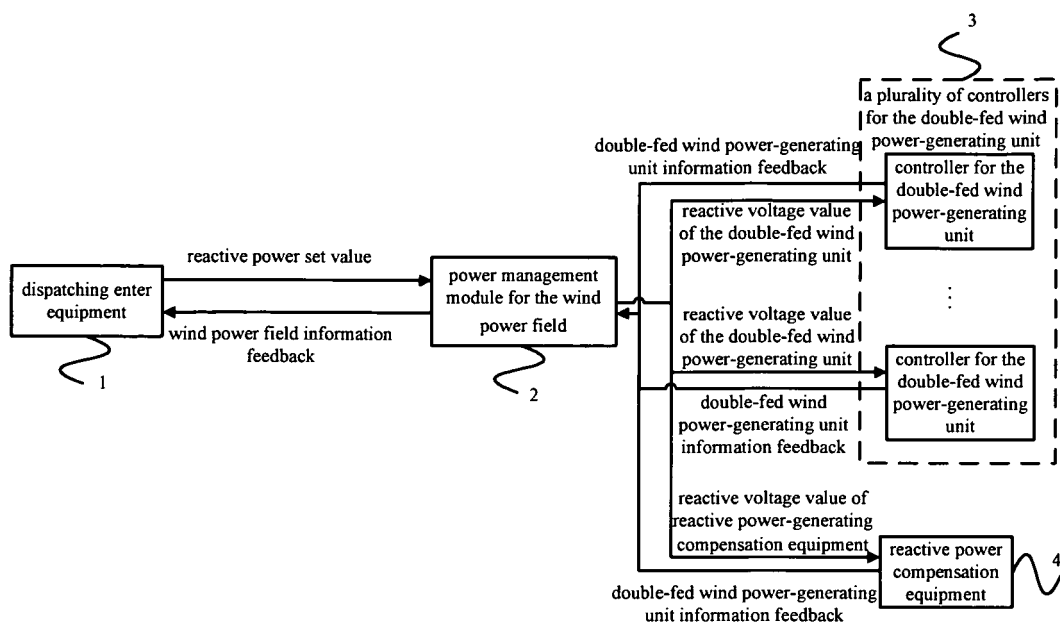 3
a plurality of controllers
for the double-fed wind
power-generating unit
double-fed wind power-generating
unit information feedback
controller for the
double-fed wind
power-generating
unit
reactive voltage value
of the double-fed wind
power-generating unit
reactive power set value
dispatching enter
equipment
power management
module for the wind
power field
wind power field information
feedback
1
2
reactive voltage value
of the double-fed wind
power-generating unit
controller for the
double-fed wind
power-generating
unit
double-fed wind
power-generating unit
information feedback
reactive voltage value of
reactive power-generating
compensation equipment
reactive power
compensation
equipment
4
double-fed wind power-generating
unit information feedback